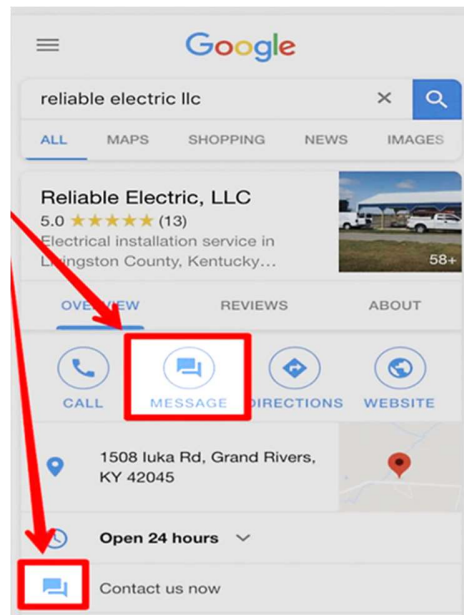 Google
reliable electric llc
ALL MAPS SHOPPING NEWS IMAGES
Reliable Electric, LLC
5.0 ★★★★★ (13)
Electrical installation service in
Livingston County, Kentucky...
58+
OVERVIEW REVIEWS ABOUT
CALL MESSAGE DIRECTIONS WEBSITE
1508 Iuka Rd, Grand Rivers,
KY 42045
Open 24 hours
Contact us now